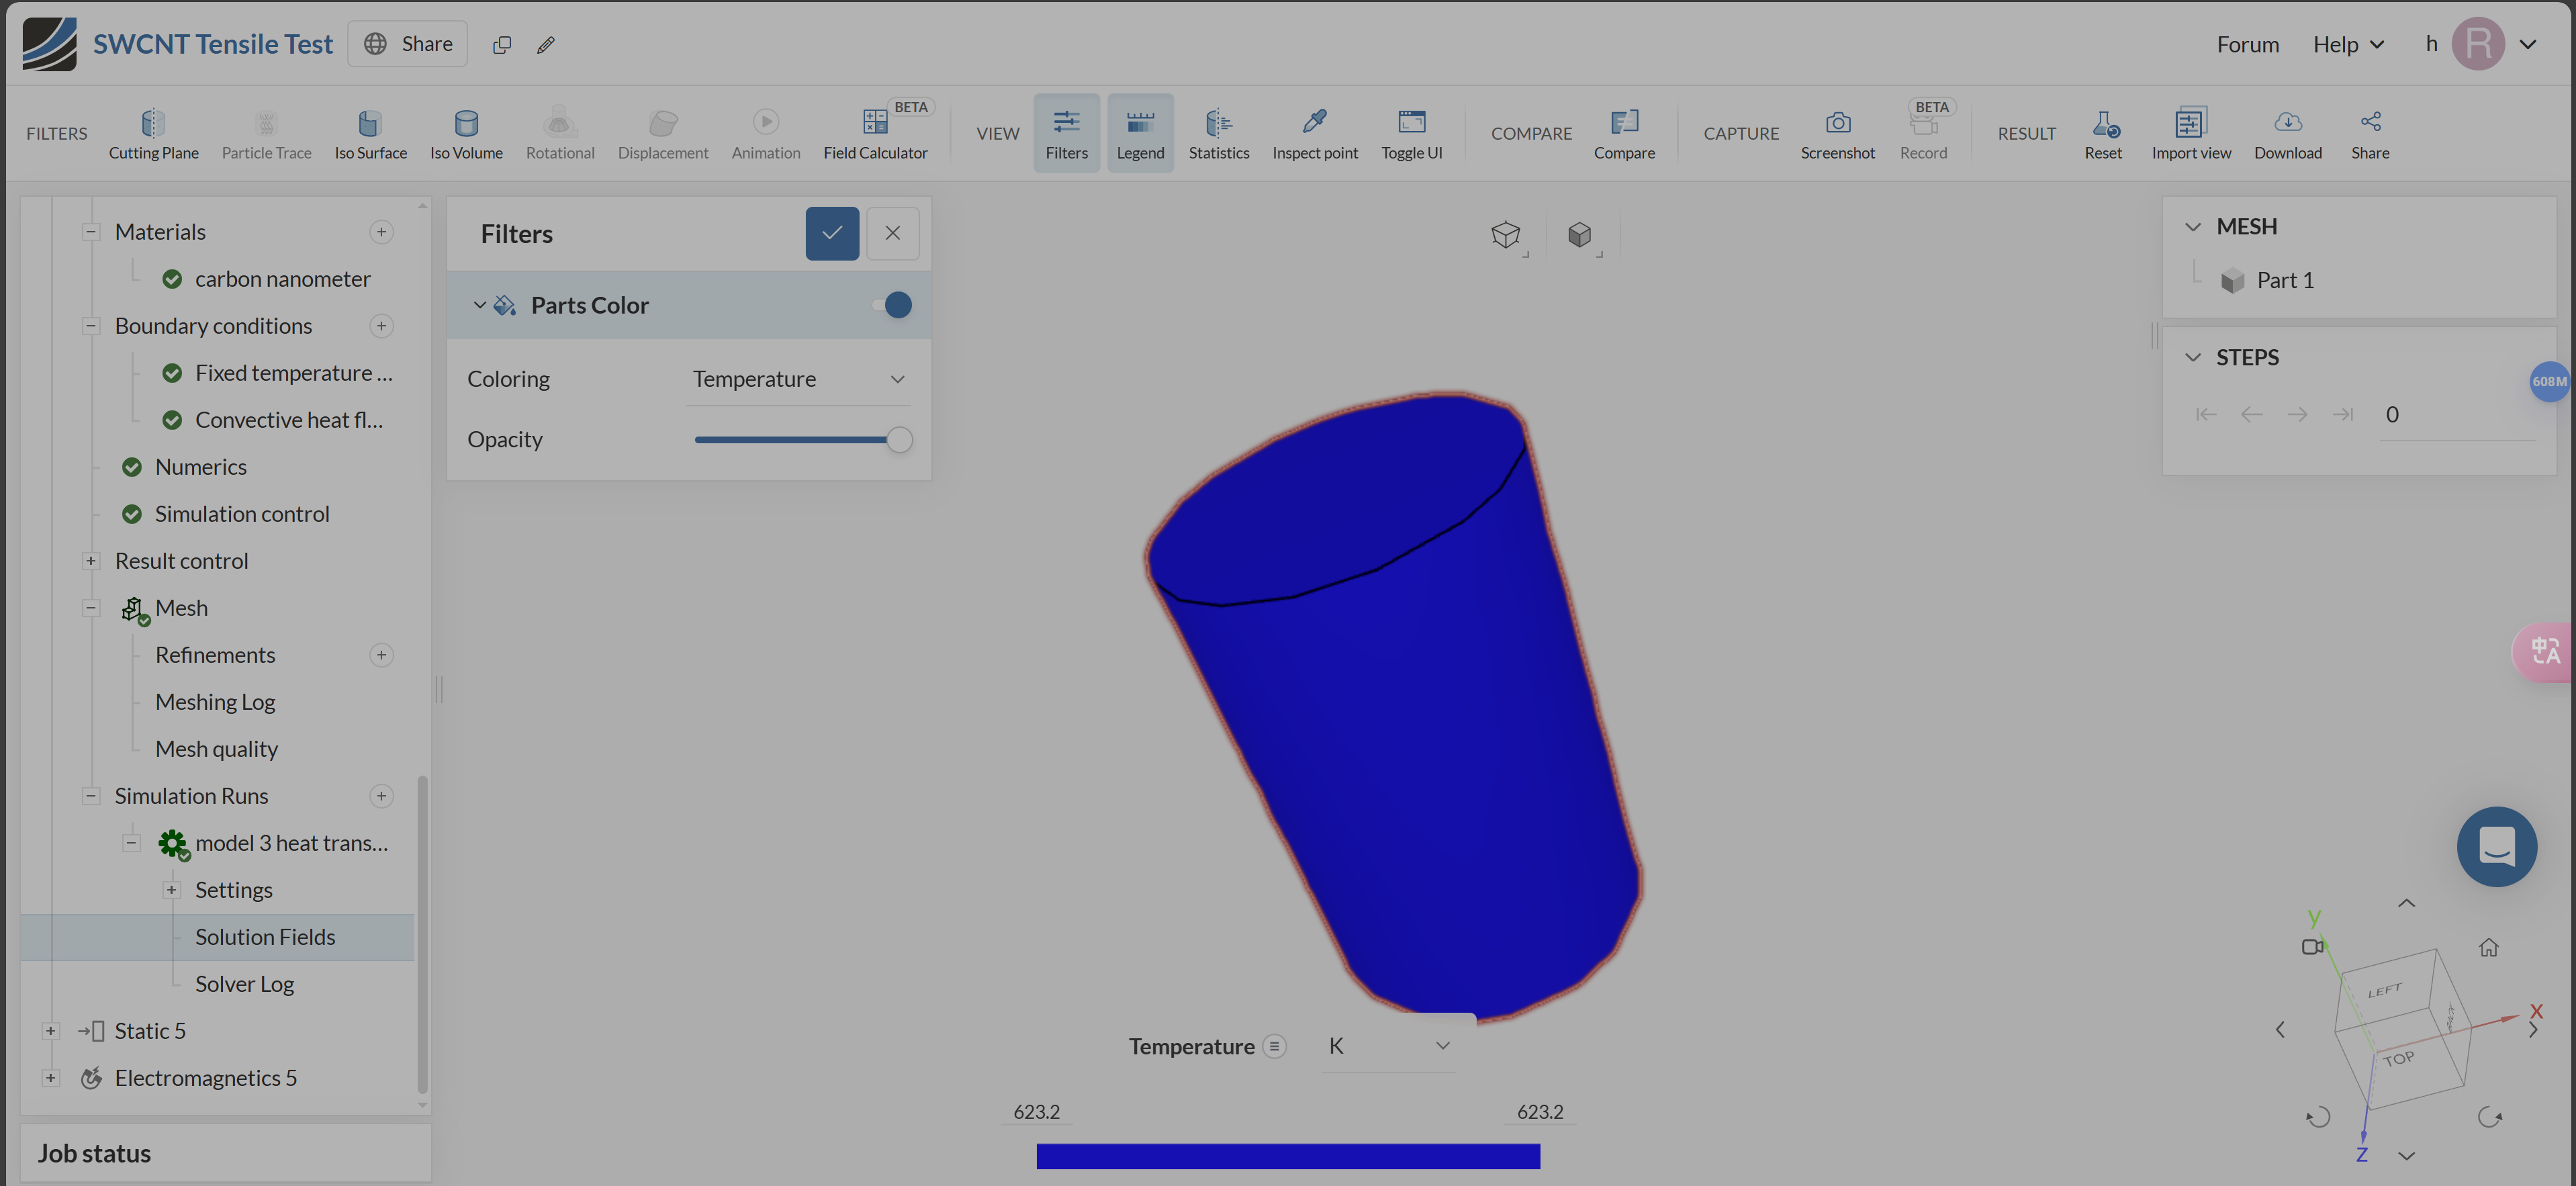 SWCNT Tensile Test
Share
Forum
Help
h
R
FILTERS
Cutting Plane
Particle Trace
Iso Surface
Iso Volume
Rotational
Displacement
Animation
BETA
Field Calculator
VIEW
Filters
Legend
Statistics
Inspect point
Toggle UI
COMPARE
Compare
CAPTURE
Screenshot
BETA
Record
RESULT
Reset
Import view
Download
Share
Materials
carbon nanometer
Boundary conditions
Fixed temperature ...
Convective heat fl...
Numerics
Simulation control
Result control
Mesh
Refinements
Meshing Log
Mesh quality
Simulation Runs
model 3 heat trans...
Settings
Solution Fields
Solver Log
Static 5
Electromagnetics 5
Job status
Filters
Parts Color
Coloring
Temperature
Opacity
MESH
Part 1
STEPS
0
608M
中A
Temperature
K
623.2
623.2
y
LEFT
TOP
x
z